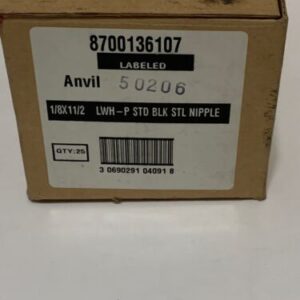 8700136107
LABELED
Anvil 50206
1/8X11/2 LWH-P STD BLK STL NIPPLE
QTY:25
3 0690291 04091 8